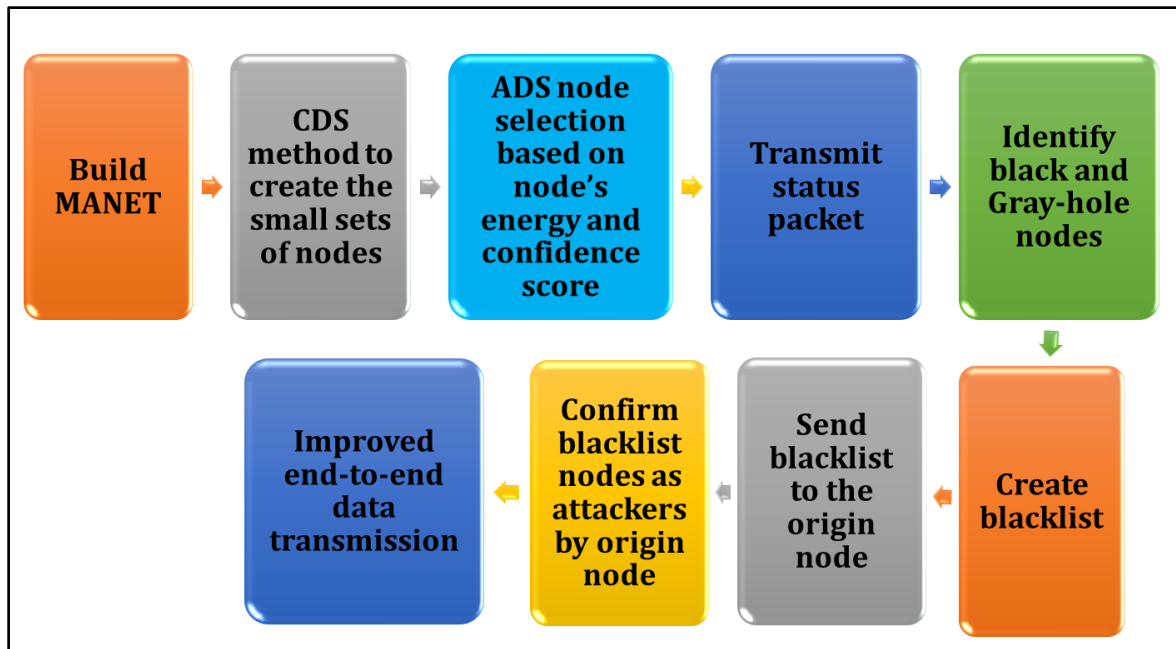 Build
MANET
CDS
method to
create the
small sets
of nodes
ADS node
selection
based on
node’s
energy and
confidence
score
Transmit
status
packet
Identify
black and
Gray-hole
nodes
Create
blacklist
Send
blacklist
to the
origin
node
Confirm
blacklist
nodes as
attackers
by origin
node
Improved
end-to-end
data
transmission